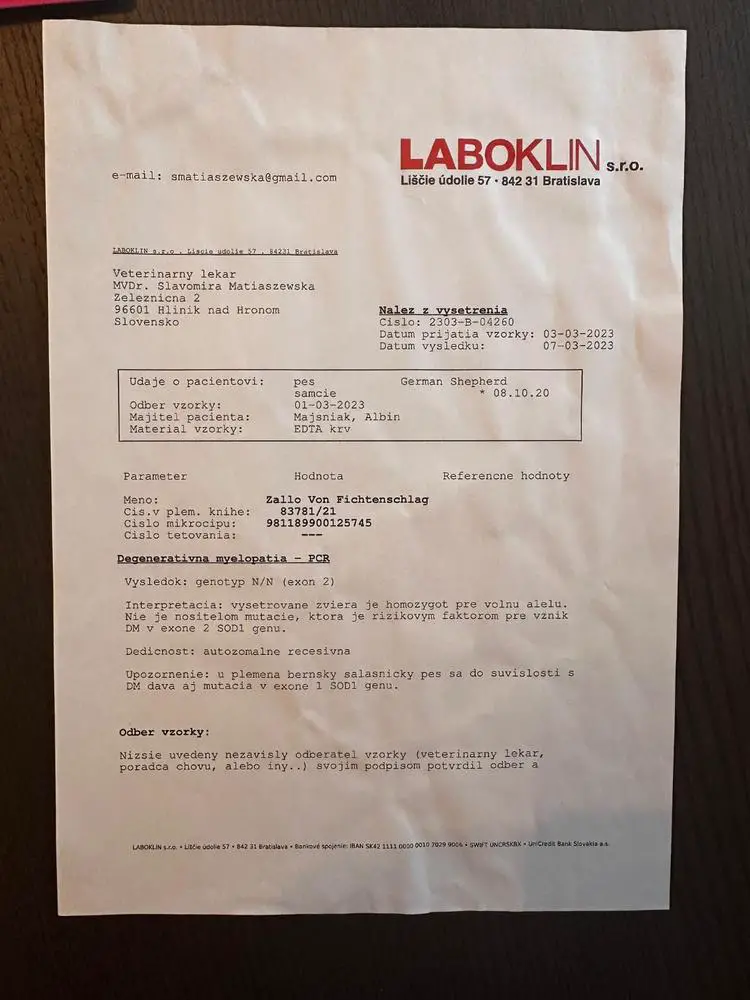 LABOKLIN s.r.o.
Liščie údolie 57 • 842 31 Bratislava
e-mail: smatiaszewska@gmail.com
LABOKLIN s.r.o . Liscie udolie 57 . 84231 Bratislava
Veterinarny lekar
MVDr. Slavomira Matiaszewska
Zeleznicna 2
96601 Hlinik nad Hronom
Slovensko
Nalez z vysetrenia
Cislo: 2303-B-04260
Datum prijatia vzorky: 03-03-2023
Datum vysledku: 07-03-2023
Udaje o pacientovi: pes German Shepherd
samcie * 08.10.20
Odber vzorky: 01-03-2023
Majitel pacienta: Majsniak, Albin
Material vzorky: EDTA krv
Parameter Hodnota Referencne hodnoty
Meno: Zallo Von Fichtenschlag
Cis.v plem. knihe: 83781/21
Cislo mikrocipu: 981189900125745
Cislo tetovania: ---
Degenerativna myelopatia - PCR
Vysledok: genotyp N/N (exon 2)
Interpretacia: vysetrovane zviera je homozygot pre volnu alelu.
Nie je nositelom mutacie, ktora je rizikovym faktorom pre vznik
DM v exone 2 SOD1 genu.
Dedicnost: autozomalne recesivna
Upozornenie: u plemena bernsky salasnicky pes sa do suvislosti s
DM dava aj mutacia v exone 1 SOD1 genu.
Odber vzorky:
Nizsie uvedeny nezavisly odberatel vzorky (veterinarny lekar,
poradca chovu, alebo iny..) svojim podpisom potvrdil odber a
LABOKLIN s.r.o. • Liščie údolie 57 • 842 31 Bratislava • Bankové spojenie: IBAN SK42 1111 0000 0010 7029 9006 • SWIFT UNCRSKBX • UniCredit Bank Slovakia a.s.